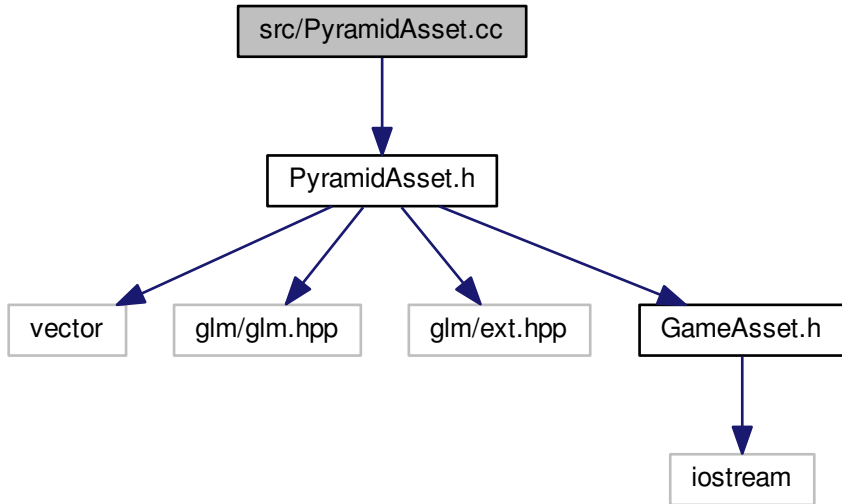 src/PyramidAsset.cc
PyramidAsset.h
vector
glm/glm.hpp
glm/ext.hpp
GameAsset.h
iostream